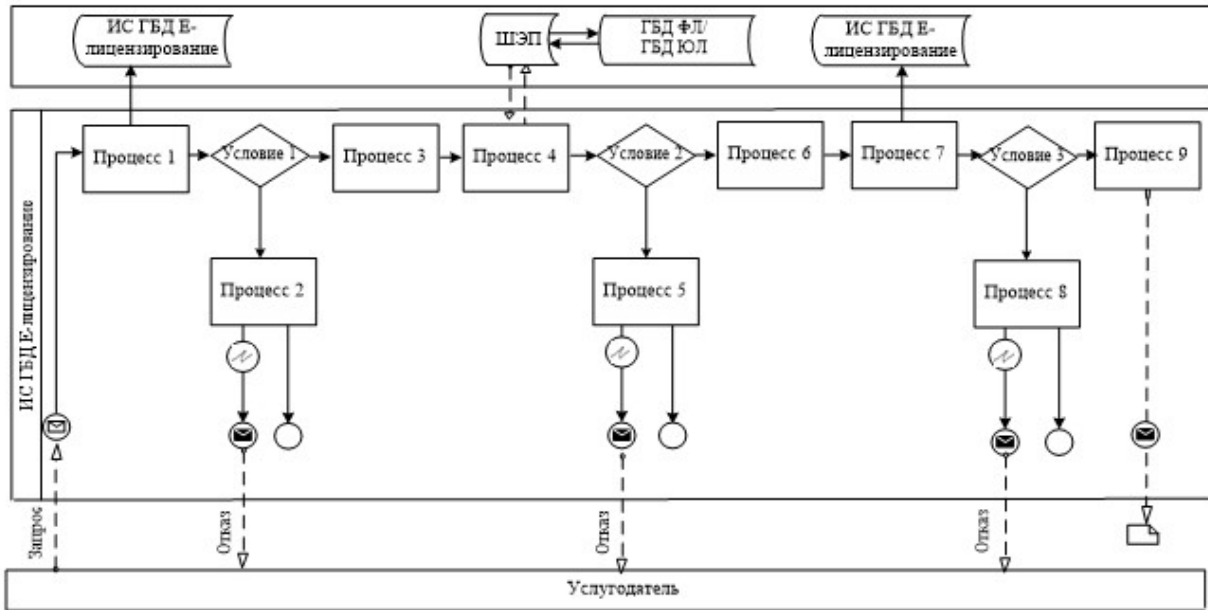 ИС ГБД Е-
лицензирование
ШЭП
ГБД ФЛ/
ГБД ЮЛ
ИС ГБД Е-
лицензирование
ИС ГБД Е-лицензирование
Процесс 1
Условие 1
Процесс 3
Процесс 4
Условие 2
Процесс 6
Процесс 7
Условие 3
Процесс 9
Процесс 2
Процесс 5
Процесс 8
Запрос
Отказ
Отказ
Отказ
Услугодатель